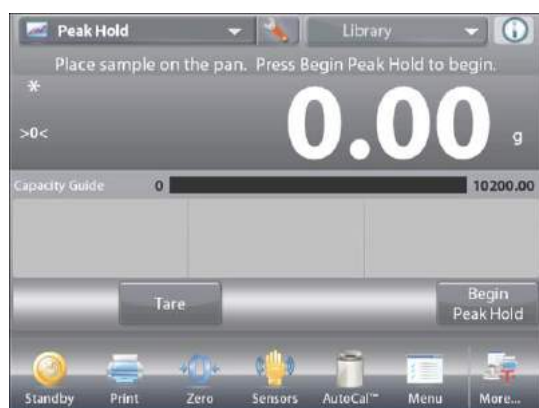 Peak Hold Library
Place sample on the pan. Press Begin Peak Hold to begin.
*
>0< 0.00 g
Capacity Guide 0 10200.00
Tare Begin
Peak Hold
Standby Print Zero Sensors AutoCal™ Menu More...